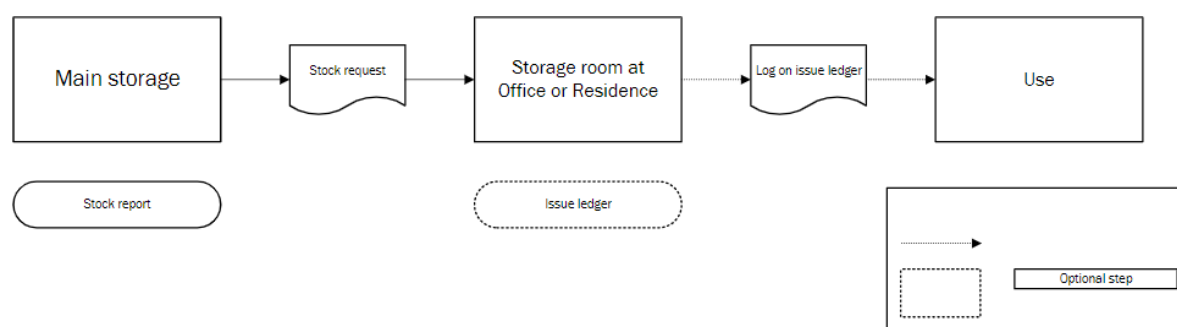 Main storage
Stock request
Storage room at
Office or Residence
Log on issue ledger
Use
Stock report
Issue ledger
Optional step